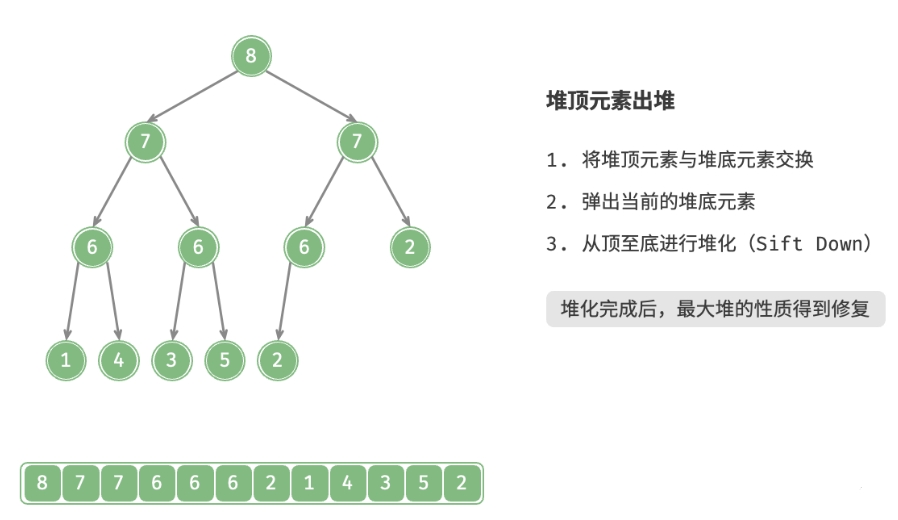 8
堆顶元素出堆
7 7
1. 将堆顶元素与堆底元素交换
2. 弹出当前的堆底元素
6 6 6 2
3. 从顶至底进行堆化（Sift Down）
堆化完成后，最大堆的性质得到修复
1 4 3 5 2
8 7 7 6 6 6 2 1 4 3 5 2